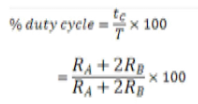 % duty cycle = t_C/T × 100
= (R_A + 2R_B)/(R_A + 2R_B) × 100